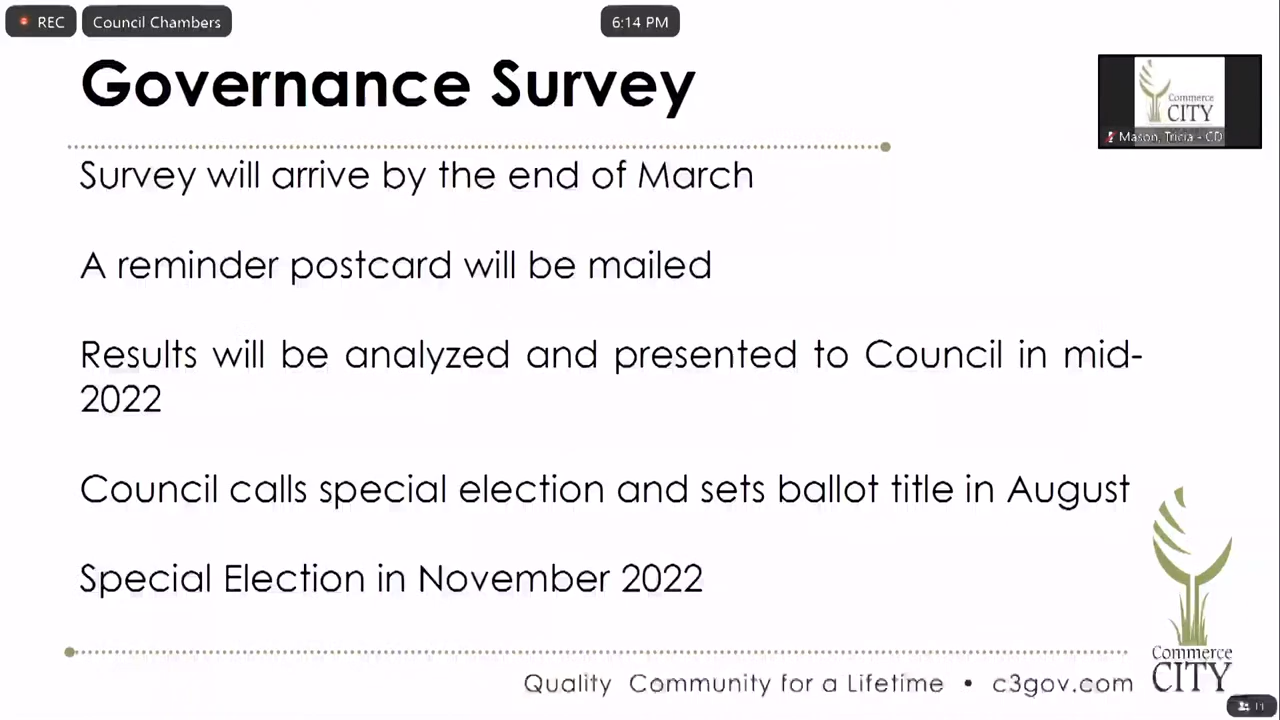 REC
Council Chambers
6:14 PM
Governance Survey
Commerce
CITY
Mason, Tricia - CD
Survey will arrive by the end of March
A reminder postcard will be mailed
Results will be analyzed and presented to Council in mid-
2022
Council calls special election and sets ballot title in August
Special Election in November 2022
Commerce
CITY
Quality Community for a Lifetime • c3gov.com
11